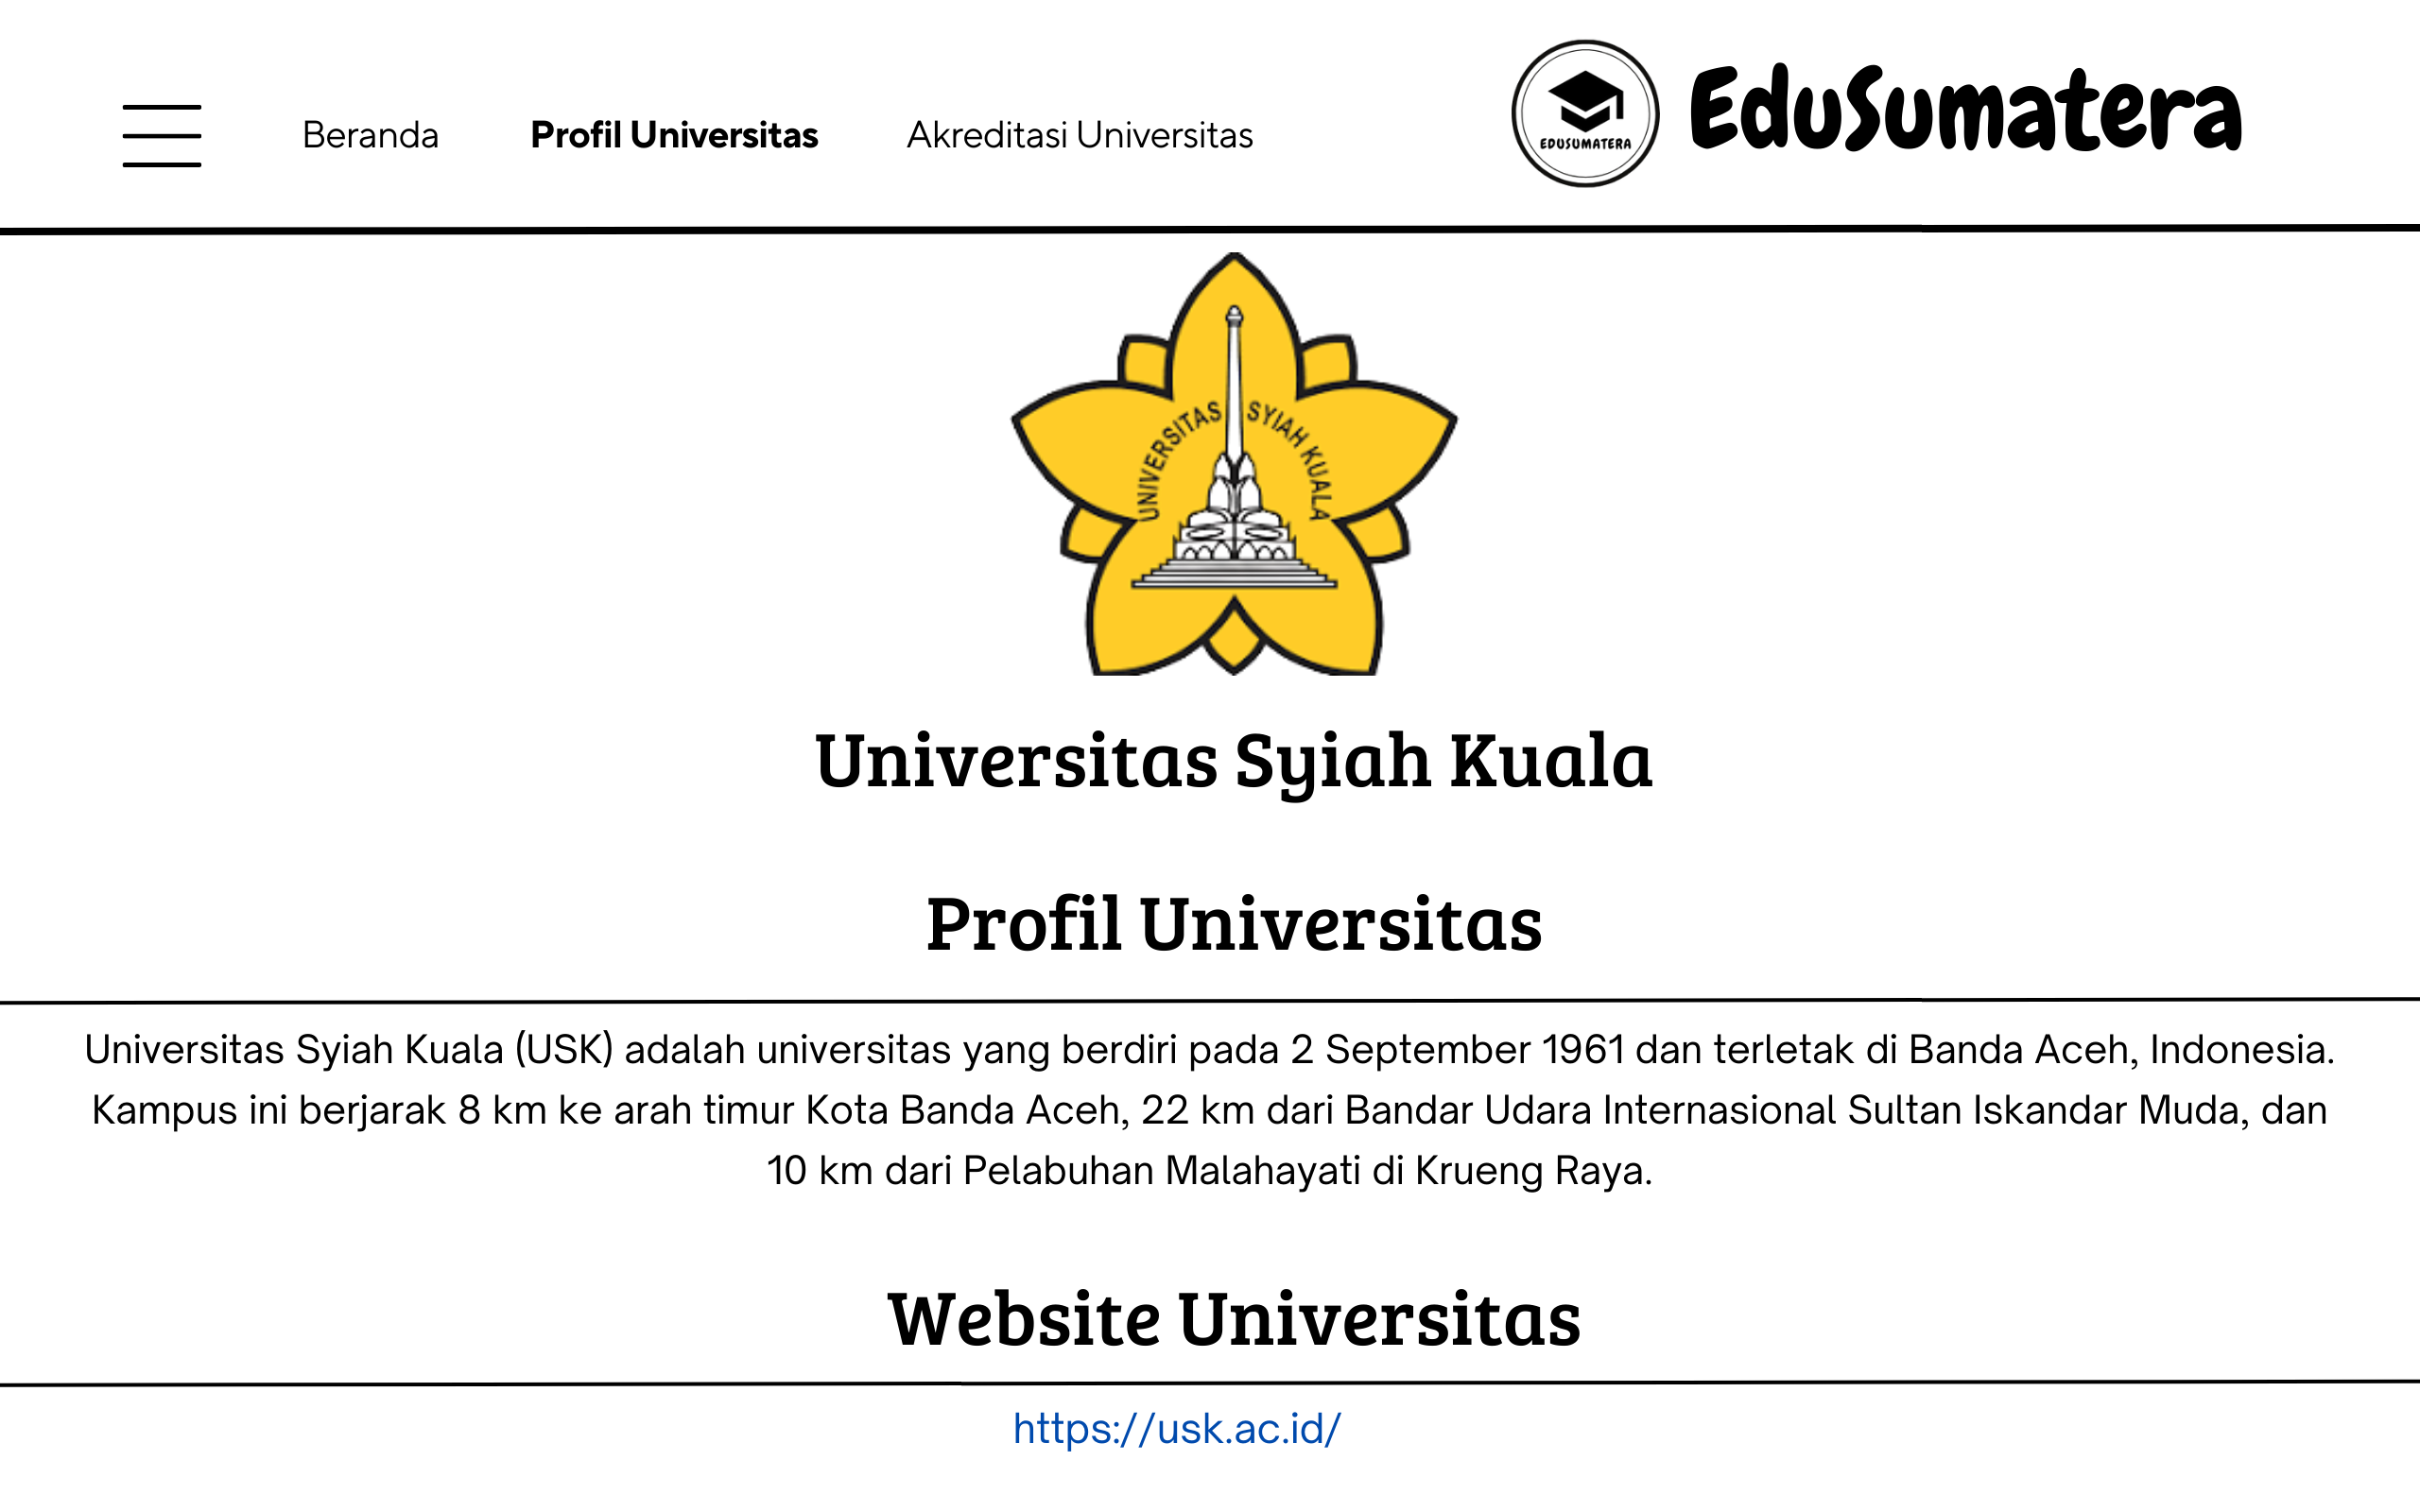 Beranda
Profil Universitas
Akreditasi Universitas
EDUSUMATERA
EduSumatera
UNIVERSITAS SYIAH KUALA
Universitas Syiah Kuala
Profil Universitas
Universitas Syiah Kuala (USK) adalah universitas yang berdiri pada 2 September 1961 dan terletak di Banda Aceh, Indonesia.
Kampus ini berjarak 8 km ke arah timur Kota Banda Aceh, 22 km dari Bandar Udara Internasional Sultan Iskandar Muda, dan
10 km dari Pelabuhan Malahayati di Krueng Raya.
Website Universitas
https://usk.ac.id/